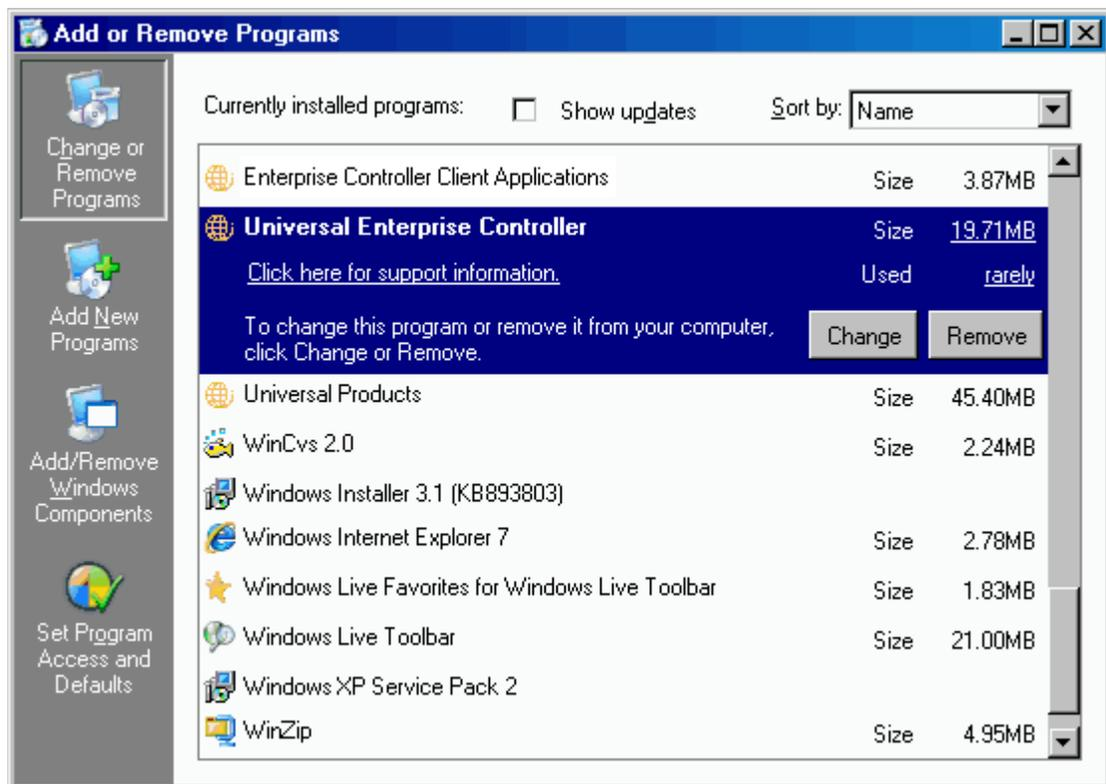 Add or Remove Programs
Change or
Remove
Programs
Add New
Programs
Add/Remove
Windows
Components
Set Program
Access and
Defaults
Currently installed programs: Show updates Sort by: Name
Enterprise Controller Client Applications Size 3.87MB
Universal Enterprise Controller Size 19.71MB
Click here for support information. Used rarely
To change this program or remove it from your computer,
click Change or Remove.
Change Remove
Universal Products Size 45.40MB
WinCvs 2.0 Size 2.24MB
Windows Installer 3.1 (KB893803)
Windows Internet Explorer 7 Size 2.78MB
Windows Live Favorites for Windows Live Toolbar Size 1.83MB
Windows Live Toolbar Size 21.00MB
Windows XP Service Pack 2
WinZip Size 4.95MB